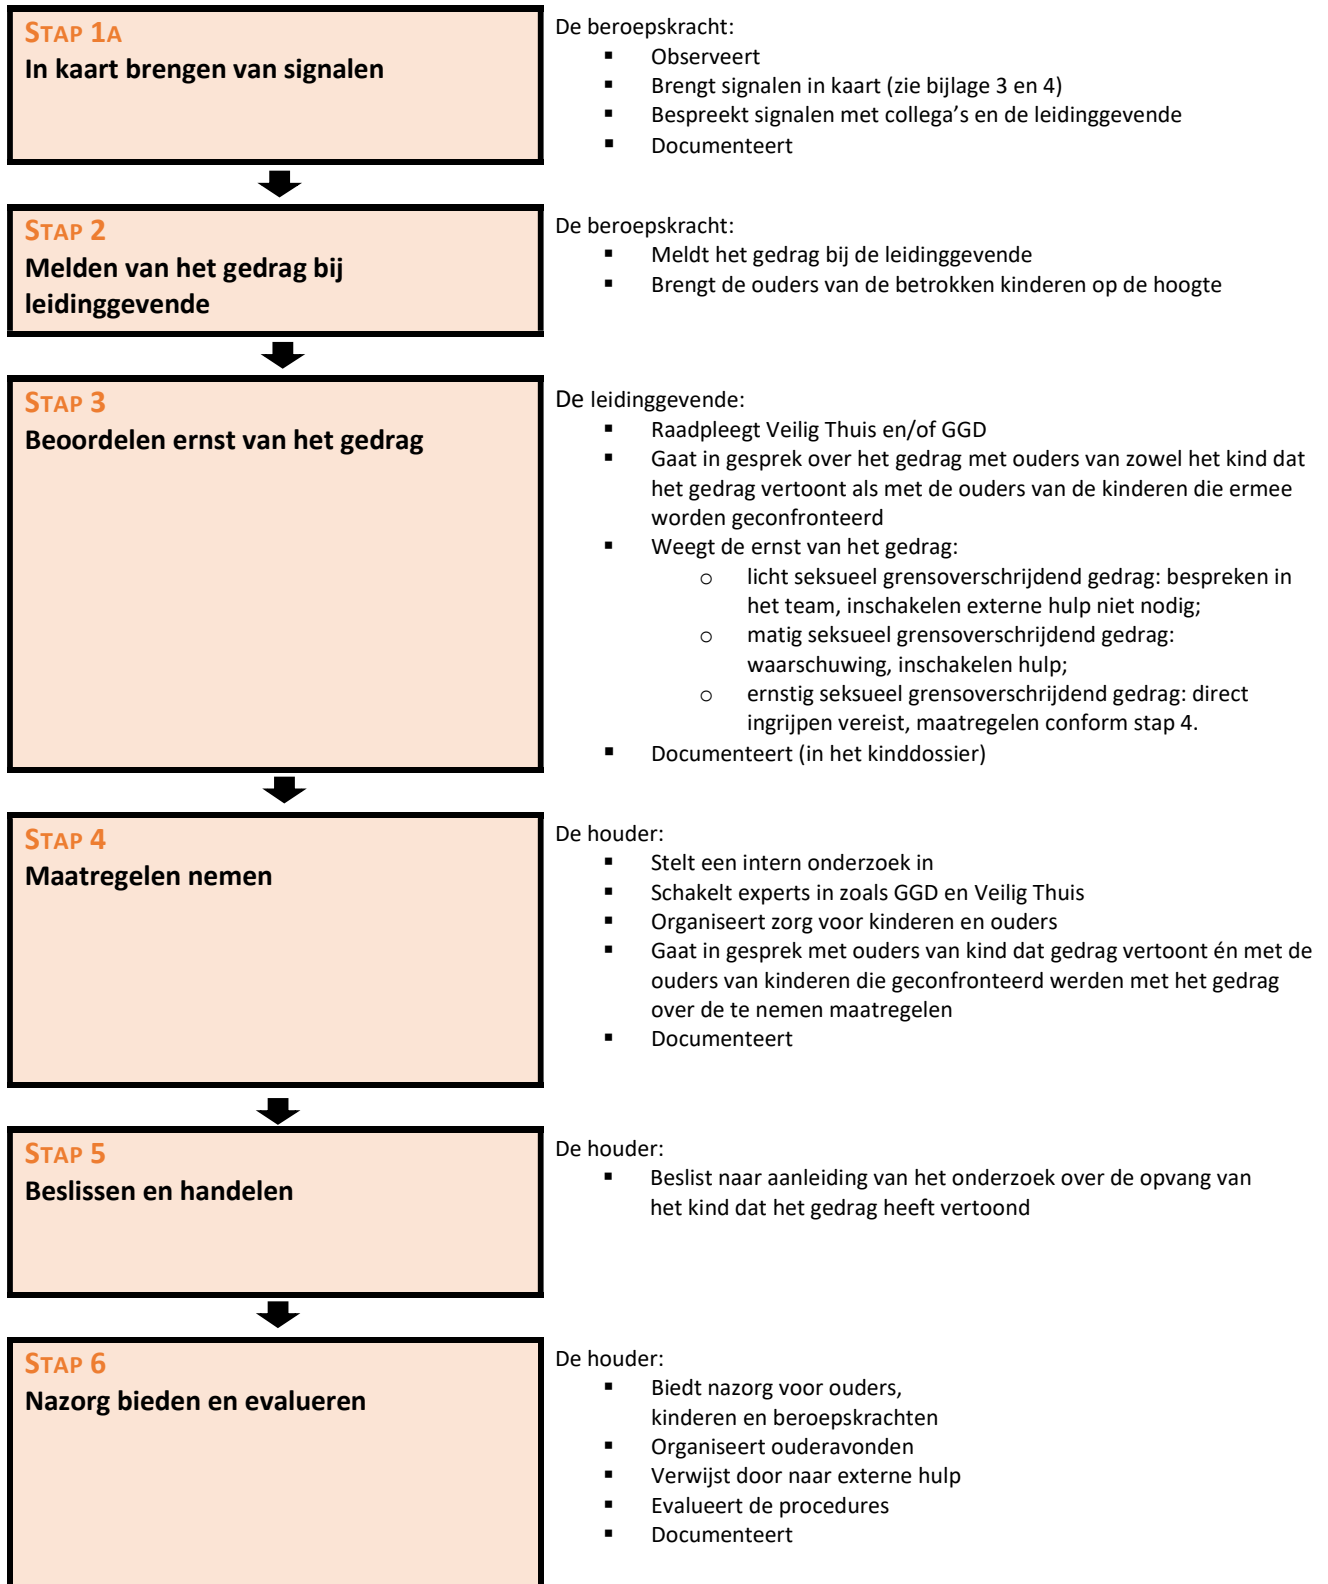 STAP 1A
In kaart brengen van signalen
De beroepskracht:
▪ Observeert
▪ Brengt signalen in kaart (zie bijlage 3 en 4)
▪ Bespreekt signalen met collega’s en de leidinggevende
▪ Documenteert
STAP 2
Melden van het gedrag bij
leidinggevende
De beroepskracht:
▪ Meldt het gedrag bij de leidinggevende
▪ Brengt de ouders van de betrokken kinderen op de hoogte
STAP 3
Beoordelen ernst van het gedrag
De leidinggevende:
▪ Raadpleegt Veilig Thuis en/of GGD
▪ Gaat in gesprek over het gedrag met ouders van zowel het kind dat
het gedrag vertoont als met de ouders van de kinderen die ermee
worden geconfronteerd
▪ Weegt de ernst van het gedrag:
o licht seksueel grensoverschrijdend gedrag: bespreken in
het team, inschakelen externe hulp niet nodig;
o matig seksueel grensoverschrijdend gedrag:
waarschuwing, inschakelen hulp;
o ernstig seksueel grensoverschrijdend gedrag: direct
ingrijpen vereist, maatregelen conform stap 4.
▪ Documenteert (in het kinddossier)
STAP 4
Maatregelen nemen
De houder:
▪ Stelt een intern onderzoek in
▪ Schakelt experts in zoals GGD en Veilig Thuis
▪ Organiseert zorg voor kinderen en ouders
▪ Gaat in gesprek met ouders van kind dat gedrag vertoont én met de
ouders van kinderen die geconfronteerd werden met het gedrag
over de te nemen maatregelen
▪ Documenteert
STAP 5
Beslissen en handelen
De houder:
▪ Beslist naar aanleiding van het onderzoek over de opvang van
het kind dat het gedrag heeft vertoond
STAP 6
Nazorg bieden en evalueren
De houder:
▪ Biedt nazorg voor ouders,
kinderen en beroepskrachten
▪ Organiseert ouderavonden
▪ Verwijst door naar externe hulp
▪ Evalueert de procedures
▪ Documenteert